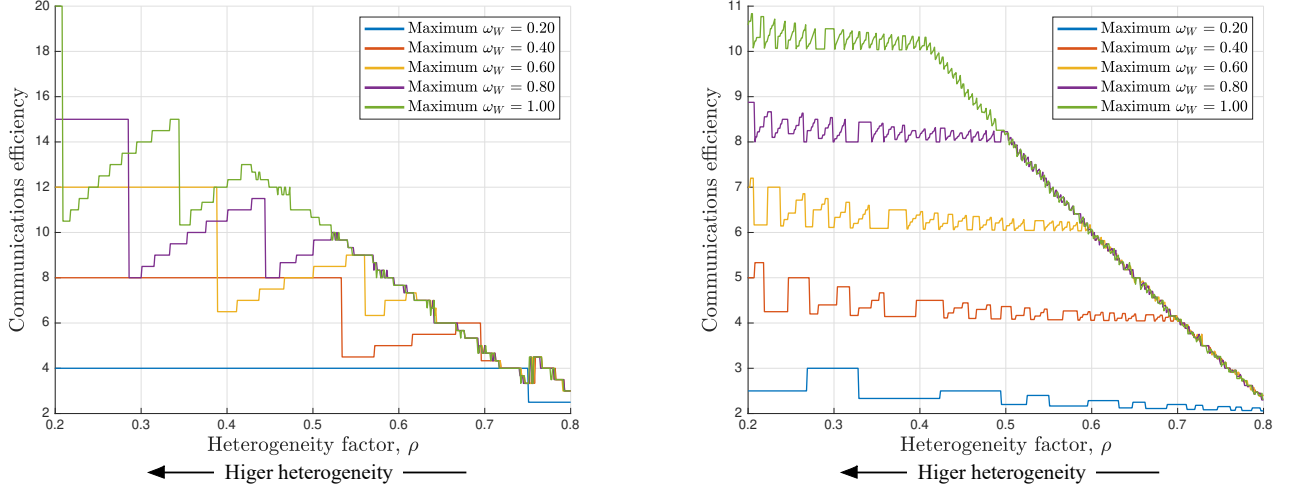 Communications efficiency
20
18
16
14
12
10
8
6
4
2
Maximum ω_W = 0.20
Maximum ω_W = 0.40
Maximum ω_W = 0.60
Maximum ω_W = 0.80
Maximum ω_W = 1.00
0.2 0.3 0.4 0.5 0.6 0.7 0.8
Heterogeneity factor, ρ
Higer heterogeneity
Communications efficiency
11
10
9
8
7
6
5
4
3
2
Maximum ω_W = 0.20
Maximum ω_W = 0.40
Maximum ω_W = 0.60
Maximum ω_W = 0.80
Maximum ω_W = 1.00
0.2 0.3 0.4 0.5 0.6 0.7 0.8
Heterogeneity factor, ρ
Higer heterogeneity